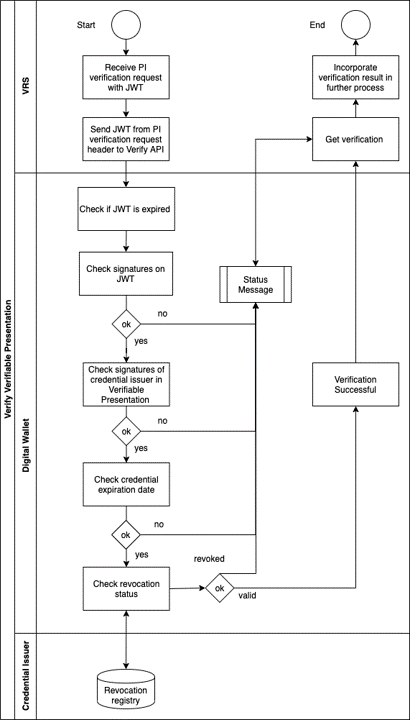 Verify Verifiable Presentation
VRS
Start
End
Receive PI
verification request
with JWT
Incorporate
verification result in
further process
Send JWT from PI
verification request
header to Verify API
Get verification
Digital Wallet
Check if JWT is expired
Check signatures on
JWT
Status
Message
ok
no
yes
Check signatures of
credential issuer in
Verifiable
Presentation
Verification
Successful
ok
no
yes
Check credential
expiration date
ok
no
yes
revoked
Check revocation
status
ok
valid
Credential Issuer
Revocation
registry